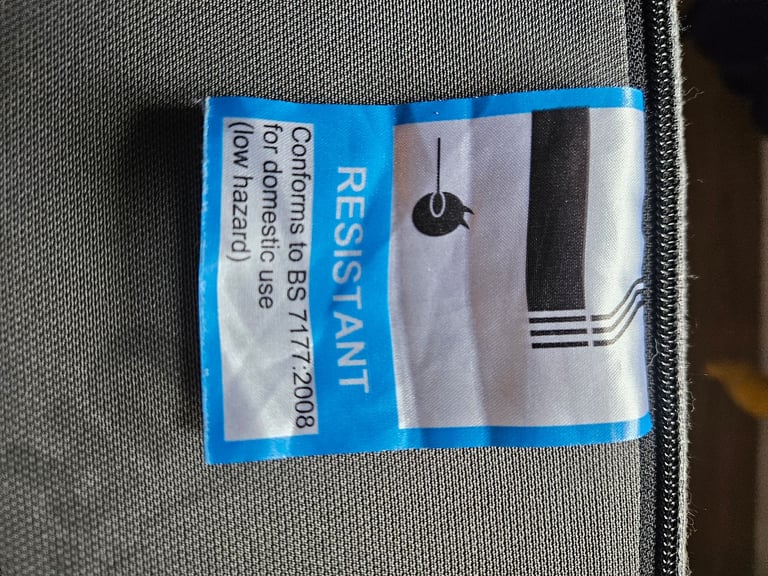 RESISTANT
Conforms to BS 7177:2008
for domestic use
(low hazard)